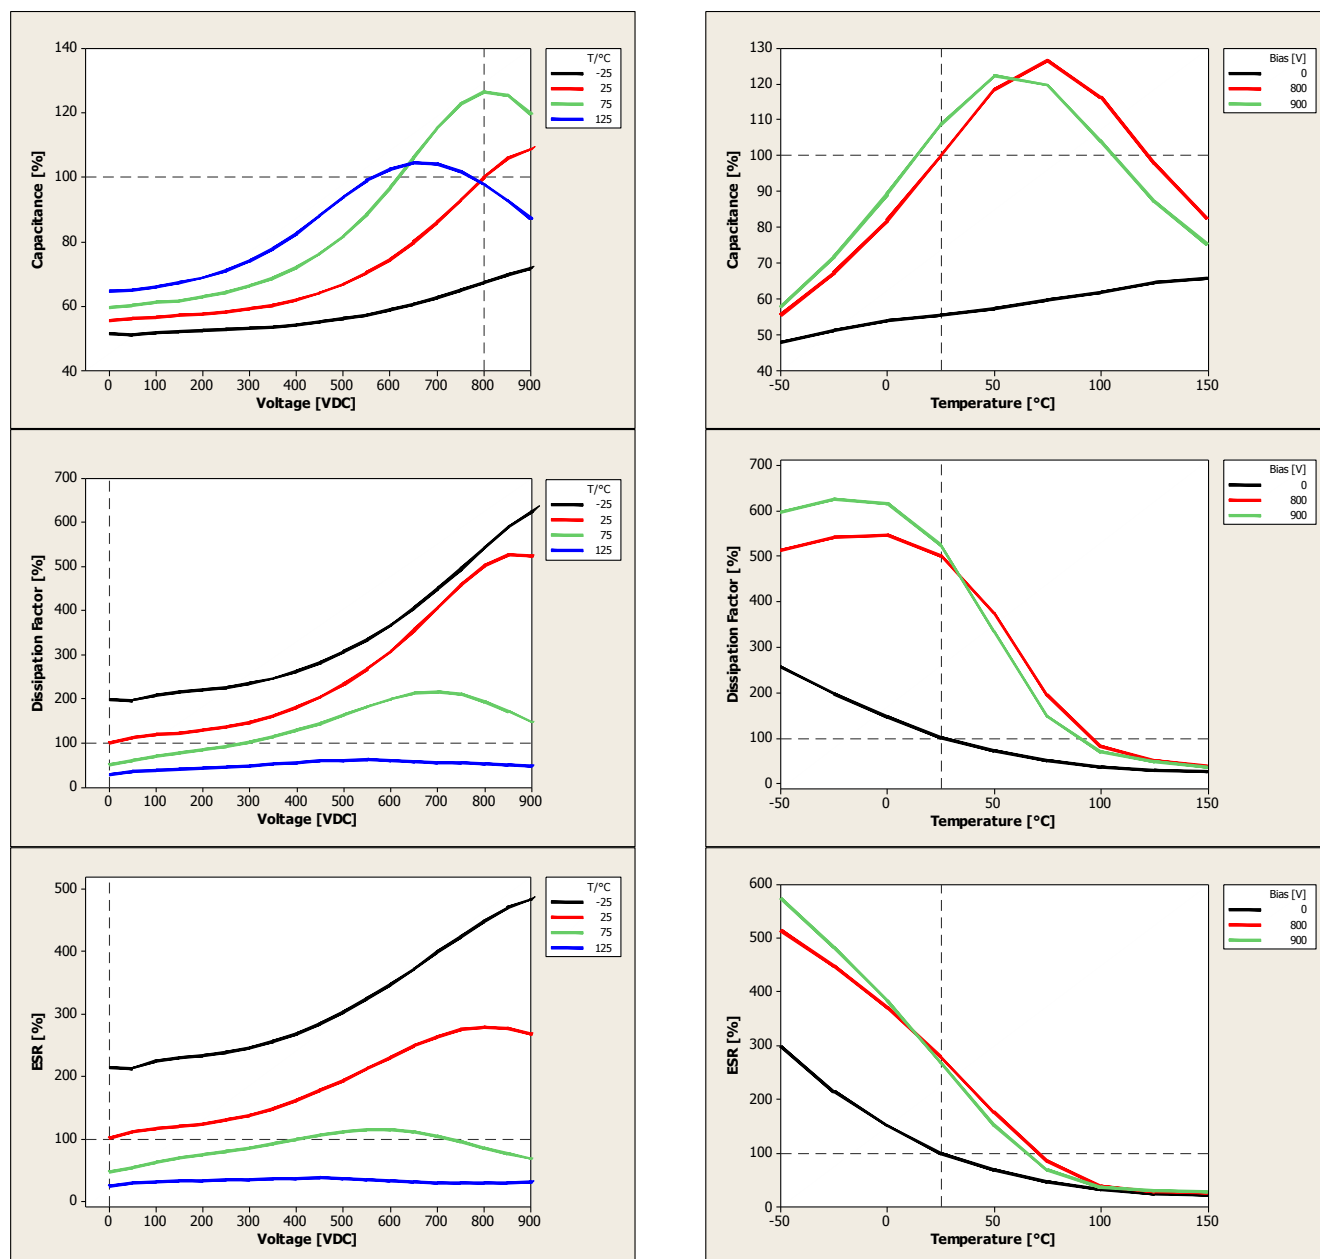 140
120
100
80
60
40
0 100 200 300 400 500 600 700 800 900
Voltage [VDC]
Capacitance [%]
T/°C
-25
25
75
125
130
120
110
100
90
80
70
60
50
40
-50 0 50 100 150
Temperature [°C]
Capacitance [%]
Bias [V]
0
800
900
700
600
500
400
300
200
100
0
0 100 200 300 400 500 600 700 800 900
Voltage [VDC]
Dissipation Factor [%]
T/°C
-25
25
75
125
700
600
500
400
300
200
100
0
-50 0 50 100 150
Temperature [°C]
Dissipation Factor [%]
Bias [V]
0
800
900
500
400
300
200
100
0
0 100 200 300 400 500 600 700 800 900
Voltage [VDC]
ESR [%]
T/°C
-25
25
75
125
600
500
400
300
200
100
0
-50 0 50 100 150
Temperature [°C]
ESR [%]
Bias [V]
0
800
900